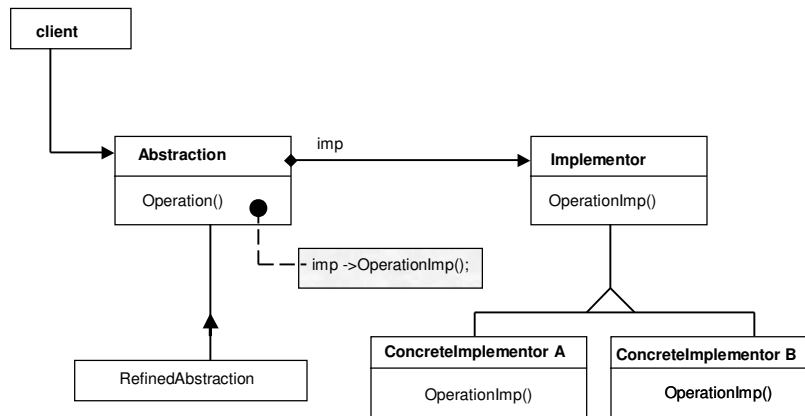 client
Abstraction
imp
Implementor
Operation()
OperationImp()
imp ->OperationImp();
RefinedAbstraction
ConcreteImplementor A
ConcreteImplementor B
OperationImp()
OperationImp()